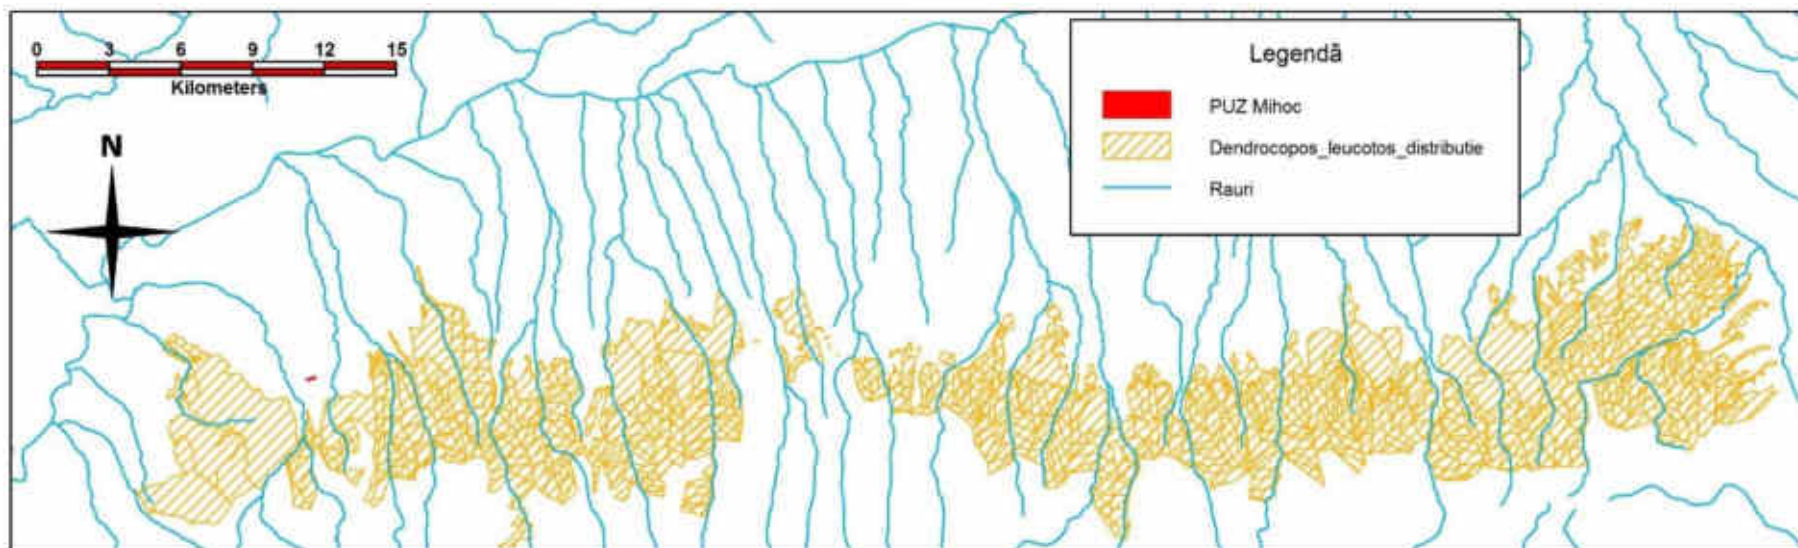 0 3 6 9 12 15
Kilometers
N
Legendă
PUZ Mihoc
Dendrocopos_leucotos_distributie
Rauri